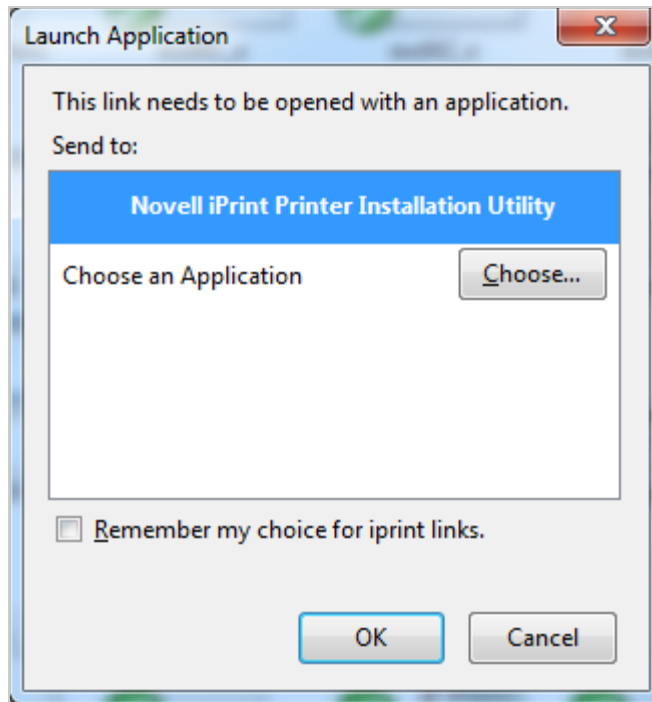 Launch Application
This link needs to be opened with an application.
Send to:
Novell iPrint Printer Installation Utility
Choose an Application
Choose...
Remember my choice for iprint links.
OK
Cancel